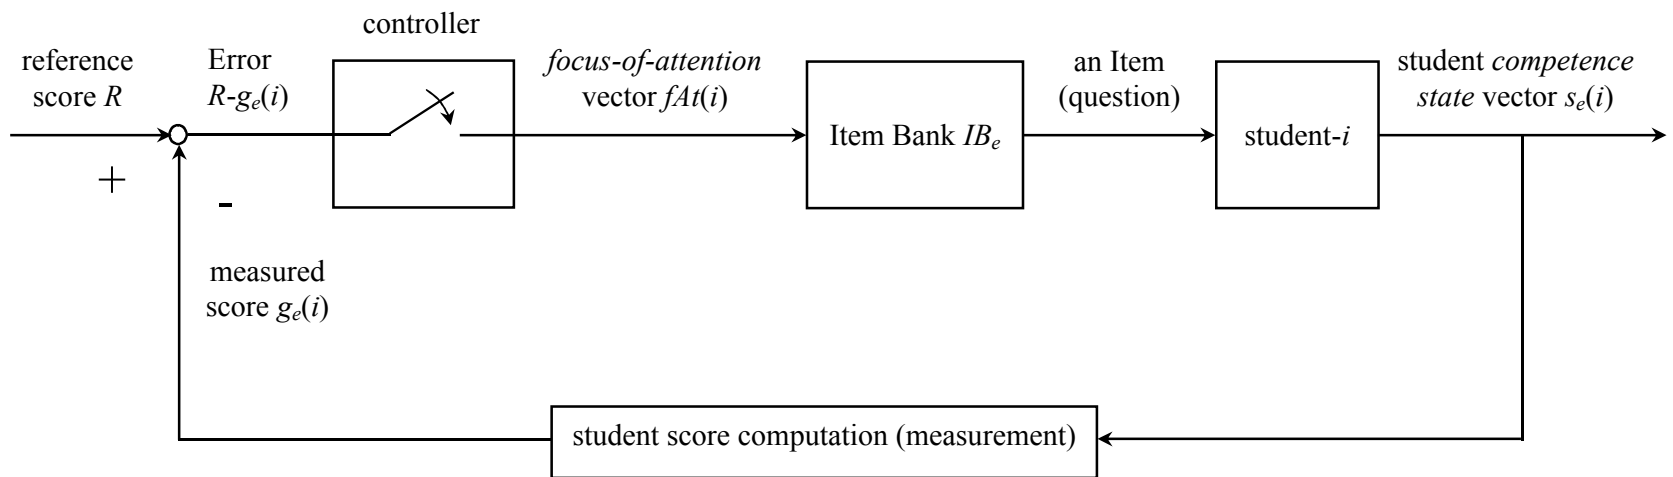 controller
reference
score R
Error
R-gₑ(i)
focus-of-attention
vector fAt(i)
an Item
(question)
student competence
state vector sₑ(i)
Item Bank IBₑ
student-i
+
-
measured
score gₑ(i)
student score computation (measurement)